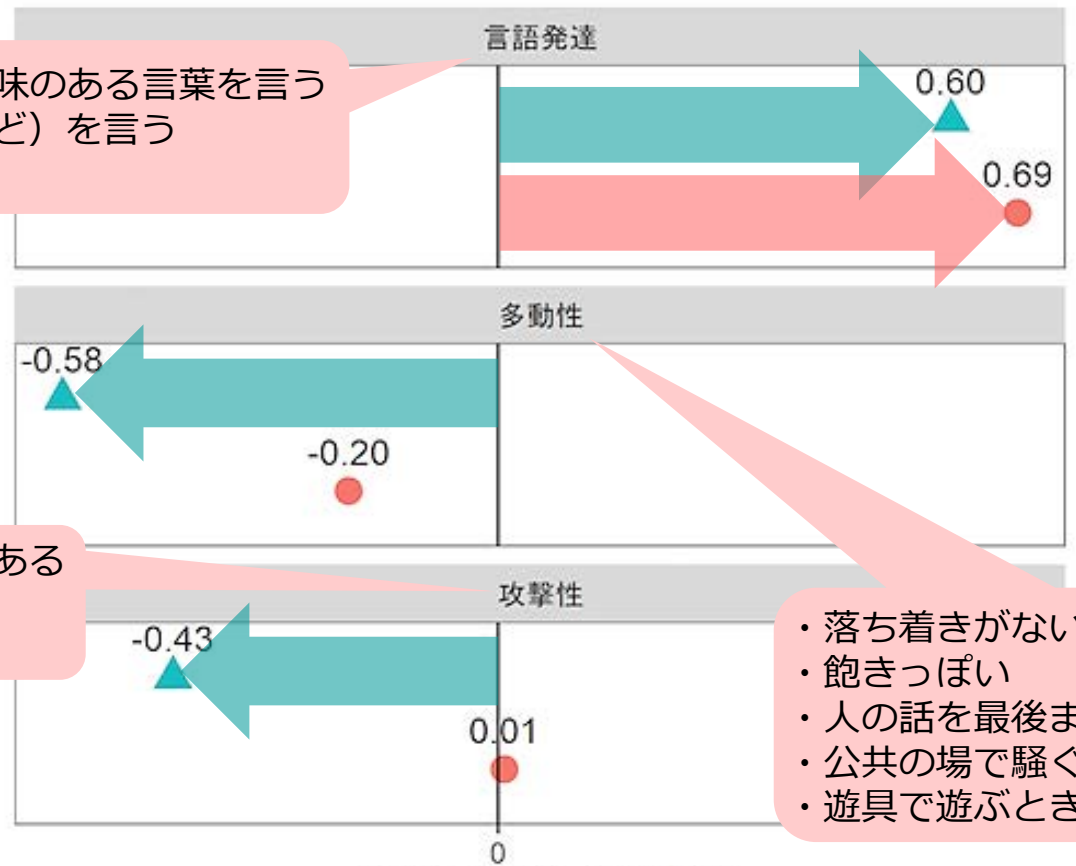 言語発達
味のある言葉を言う
ど）を言う
0.60
0.69
多動性
-0.58
-0.20
ある
攻撃性
-0.43
0.01
・落ち着きがない
・飽きっぽい
・人の話を最後ま
・公共の場で騒ぐ
・遊具で遊ぶとき
0